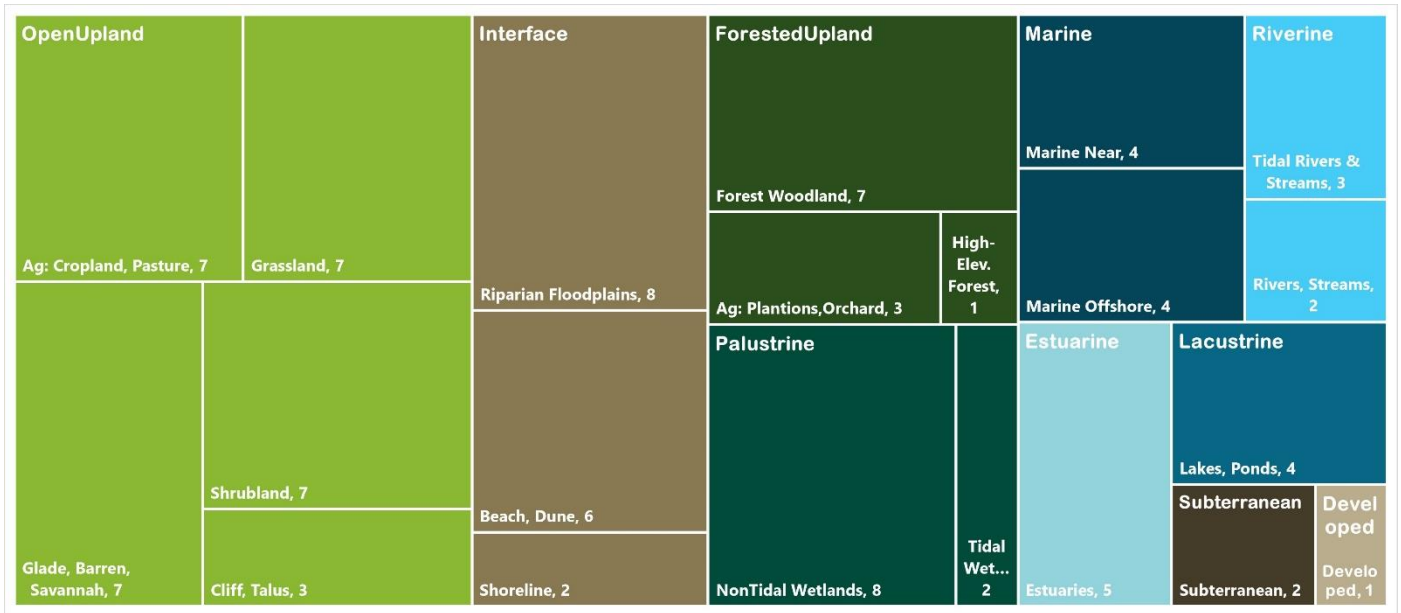 OpenUpland
Ag: Cropland, Pasture, 7
Grassland, 7
Glade, Barren,
Savannah, 7
Shrubland, 7
Cliff, Talus, 3
Interface
Riparian Floodplains, 8
Beach, Dune, 6
Shoreline, 2
ForestedUpland
Forest Woodland, 7
Ag: Plantions,Orchard, 3
High-
Elev.
Forest,
1
Palustrine
NonTidal Wetlands, 8
Tidal
Wet...
2
Marine
Marine Near, 4
Marine Offshore, 4
Riverine
Tidal Rivers &
Streams, 3
Rivers, Streams,
2
Estuarine
Estuaries, 5
Lacustrine
Lakes, Ponds, 4
Subterranean
Subterranean, 2
Devel
oped
Develo
ped, 1